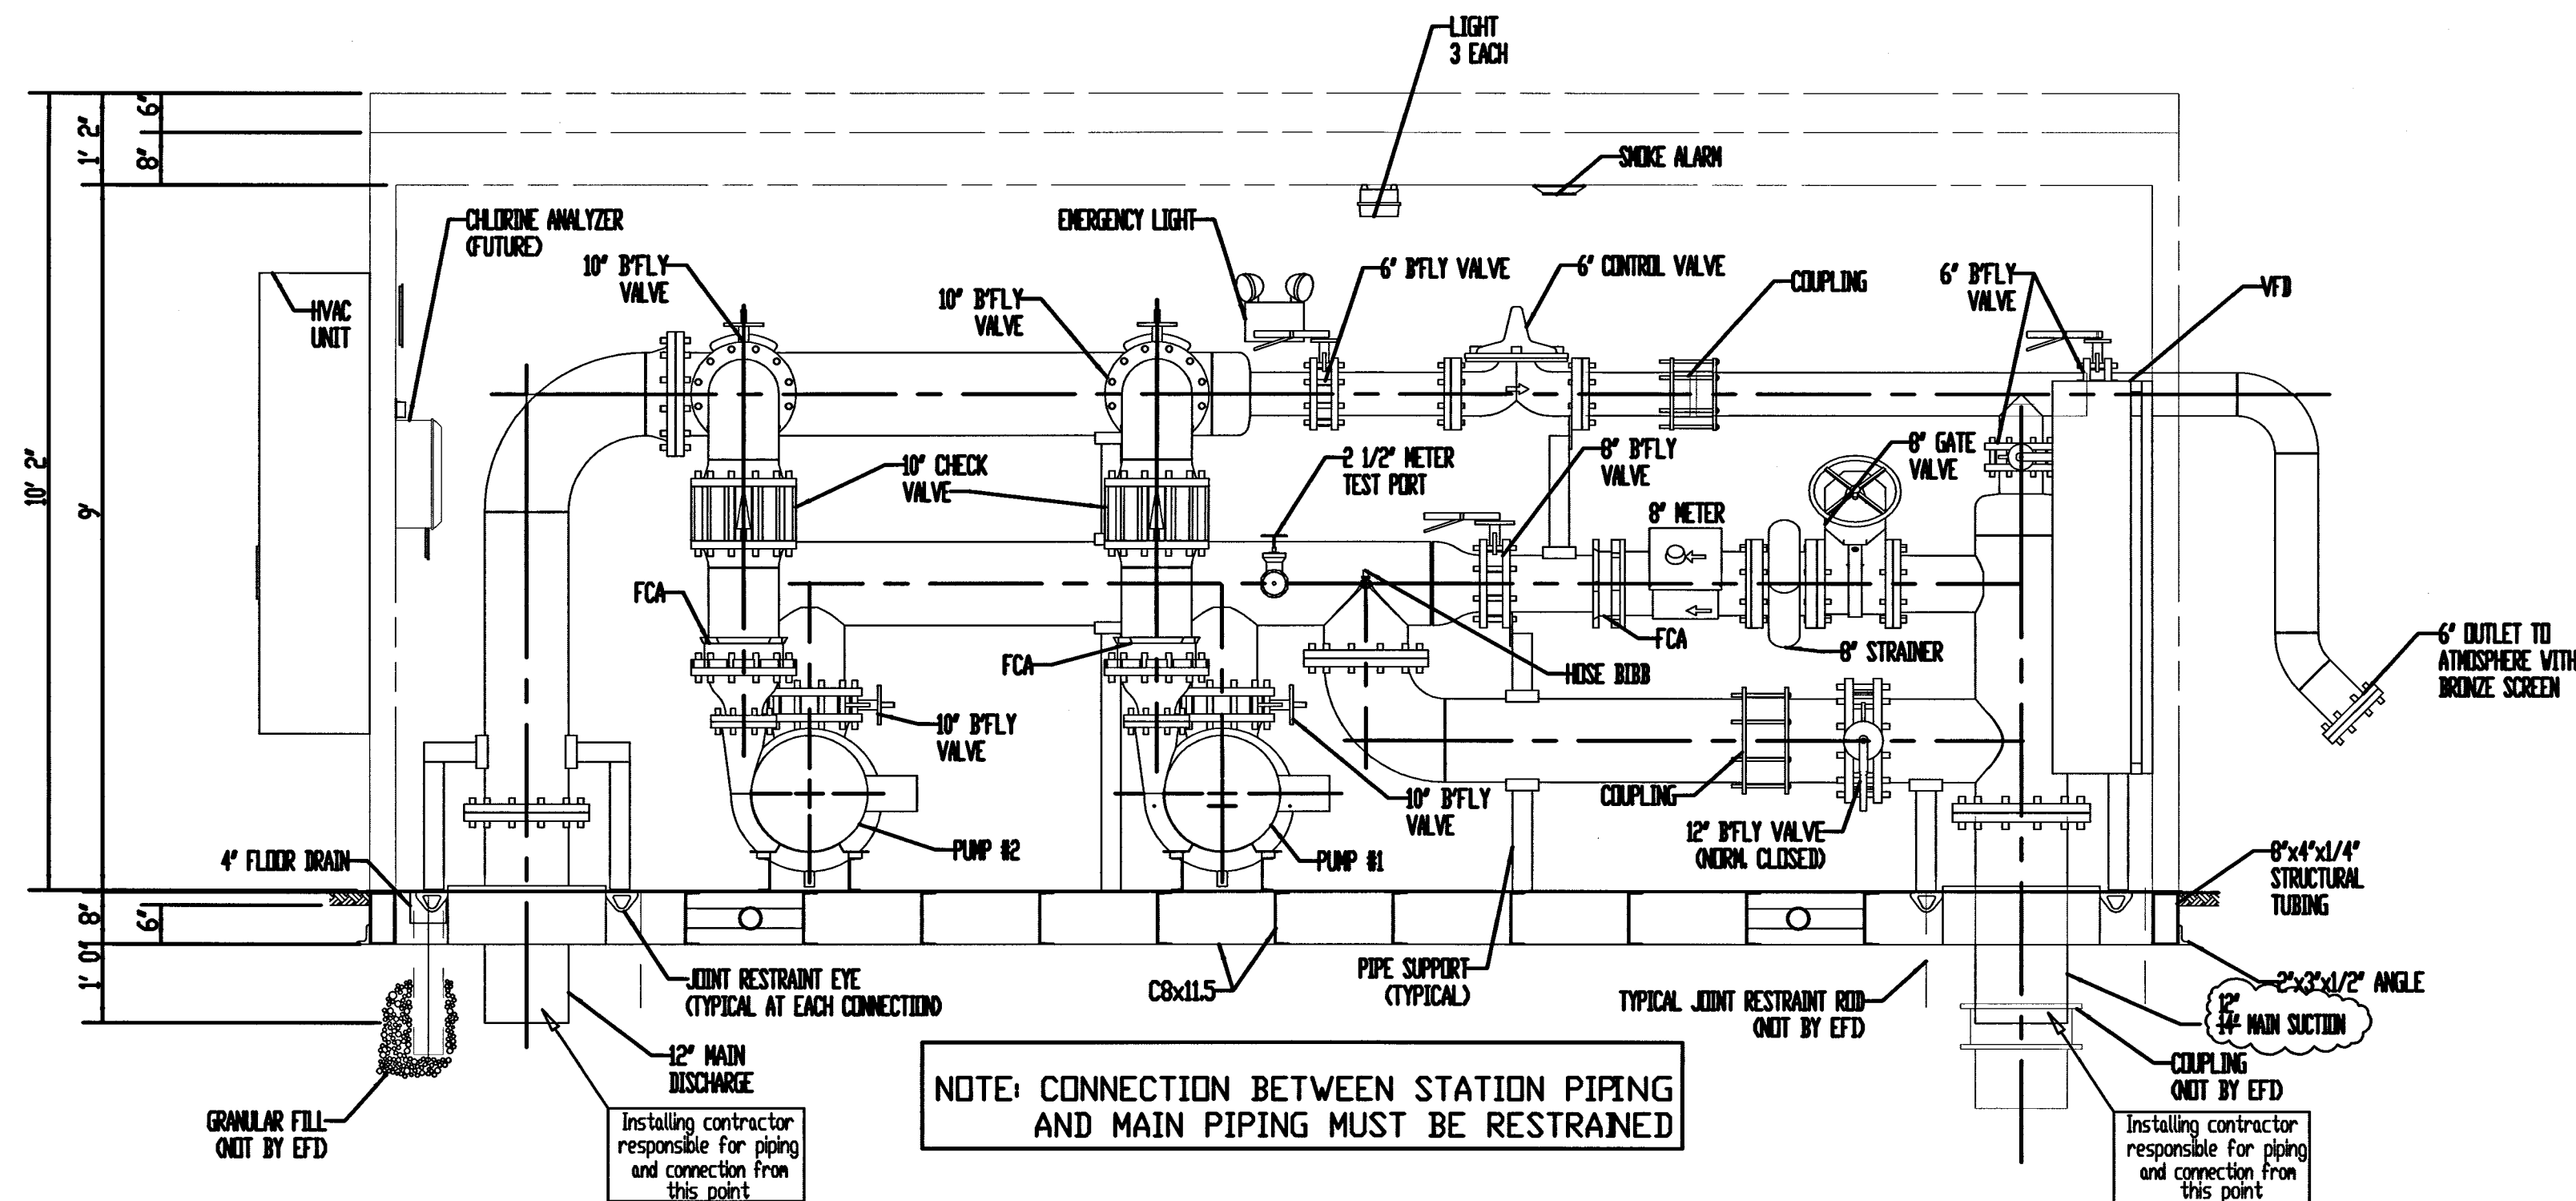 LIGHT
3 EACH
6"
1' 2"
8"
SMOKE ALARM
CHLORINE ANALYZER
(FUTURE)
EMERGENCY LIGHT
10" B'FLY
VALVE
6" B'FLY VALVE
6" CONTROL VALVE
COUPLING
6" B'FLY
VALVE
VFD
HVAC
UNIT
10" B'FLY
VALVE
10' 2"
9'
10" CHECK
VALVE
2 1/2" METER
TEST PORT
8" B'FLY
VALVE
8" GATE
VALVE
8" METER
FCA
FCA
HOSE BIBB
FCA
8" STRAINER
6" OUTLET TO
ATMOSPHERE WITH
BRONZE SCREEN
10" B'FLY
VALVE
10" B'FLY
VALVE
COUPLING
12" B'FLY VALVE
(NORM. CLOSED)
4" FLOOR DRAIN
PUMP #2
PUMP #1
8"x4"x1/4"
STRUCTURAL
TUBING
8"
6"
1' 0"
JOINT RESTRAINT EYE
(TYPICAL AT EACH CONNECTION)
C8x11.5
PIPE SUPPORT
(TYPICAL)
TYPICAL JOINT RESTRAINT ROD
(NOT BY EFI)
2"x3"x1/2" ANGLE
12"
14" MAIN SUCTION
12" MAIN
DISCHARGE
COUPLING
(NOT BY EFI)
GRANULAR FILL
(NOT BY EFI)
NOTE: CONNECTION BETWEEN STATION PIPING
AND MAIN PIPING MUST BE RESTRAINED
Installing contractor
responsible for piping
and connection from
this point
Installing contractor
responsible for piping
and connection from
this point